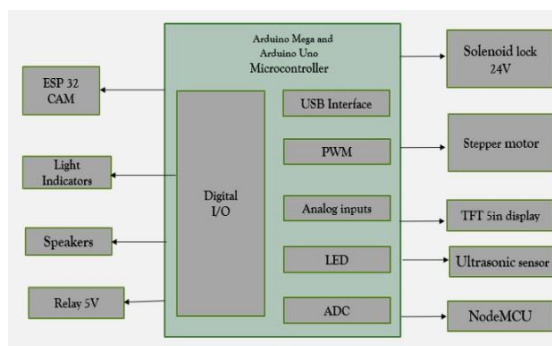 Arduino Mega and
Arduino Uno
Microcontroller
ESP 32
CAM
Light
Indicators
Speakers
Relay 5V
Digital
I/O
USB Interface
PWM
Analog inputs
LED
ADC
Solenoid lock
24V
Stepper motor
TFT 5in display
Ultrasonic sensor
NodeMCU